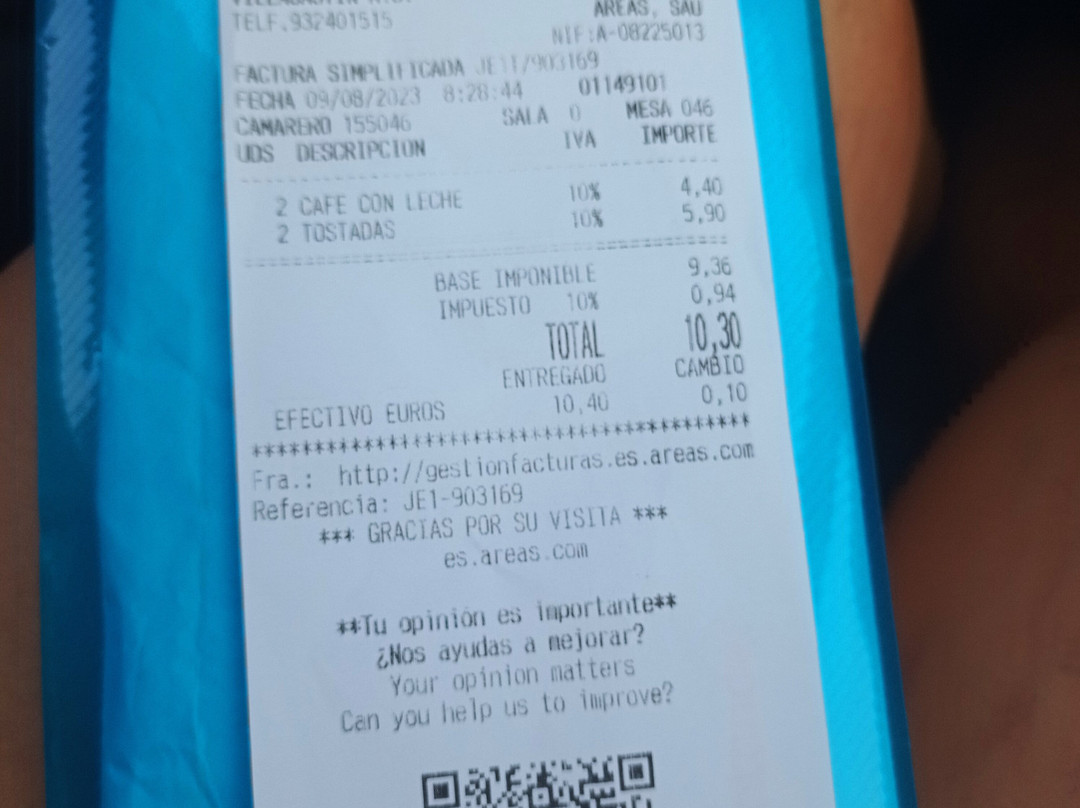 TELF.932401515
AREAS, SAU
NIF:A-08225013
FACTURA SIMPLIFICADA JE1T/903169
FECHA 09/08/2023 8:28:44 01149101
CAMARERO 155046 SALA 0 MESA 046
UDS DESCRIPCION IVA IMPORTE
2 CAFE CON LECHE 10% 4,40
2 TOSTADAS 10% 5,90
BASE IMPONIBLE 9,36
IMPUESTO 10% 0,94
TOTAL 10,30
ENTREGADO CAMBIO
EFECTIVO EUROS 10,40 0,10
******************************************
Fra.: http://gestionfacturas.es.areas.com
Referencia: JE1-903169
*** GRACIAS POR SU VISITA ***
es.areas.com
**Tu opinión es importante**
¿Nos ayudas a mejorar?
Your opinion matters
Can you help us to improve?